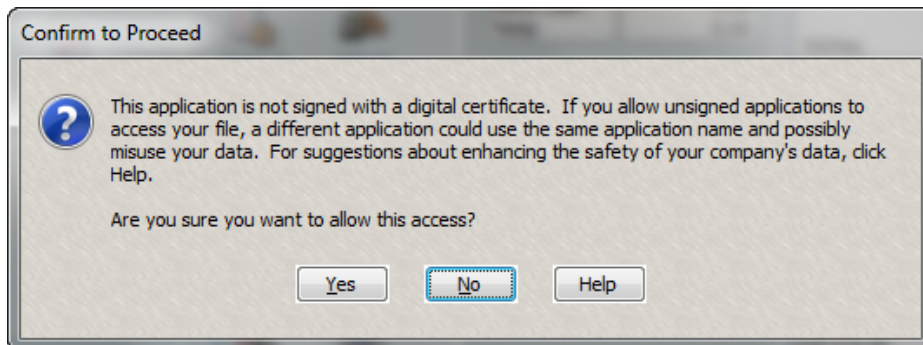 Confirm to Proceed
This application is not signed with a digital certificate. If you allow unsigned applications to
access your file, a different application could use the same application name and possibly
misuse your data. For suggestions about enhancing the safety of your company's data, click
Help.
Are you sure you want to allow this access?
Yes No Help